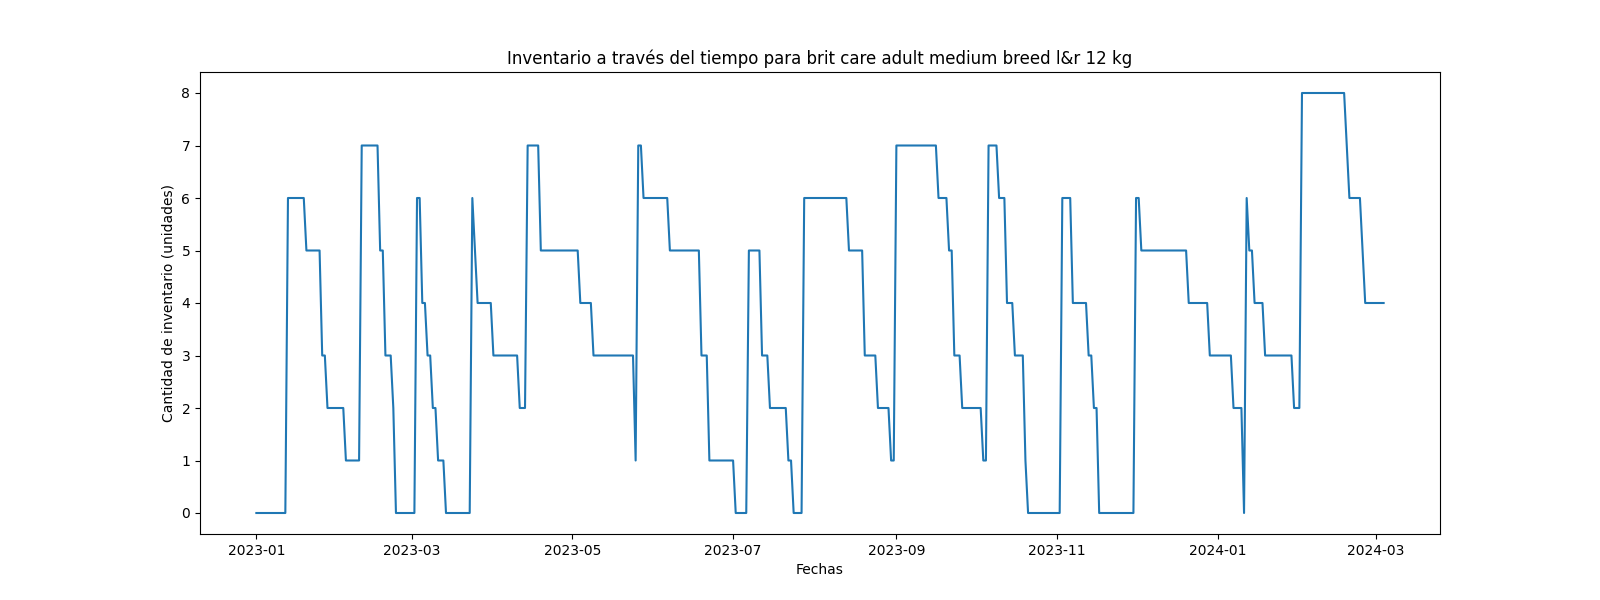 Inventario a través del tiempo para brit care adult medium breed l&r 12 kg
Cantidad de inventario (unidades)
8
7
6
5
4
3
2
1
0
2023-01 2023-03 2023-05 2023-07 2023-09 2023-11 2024-01 2024-03
Fechas